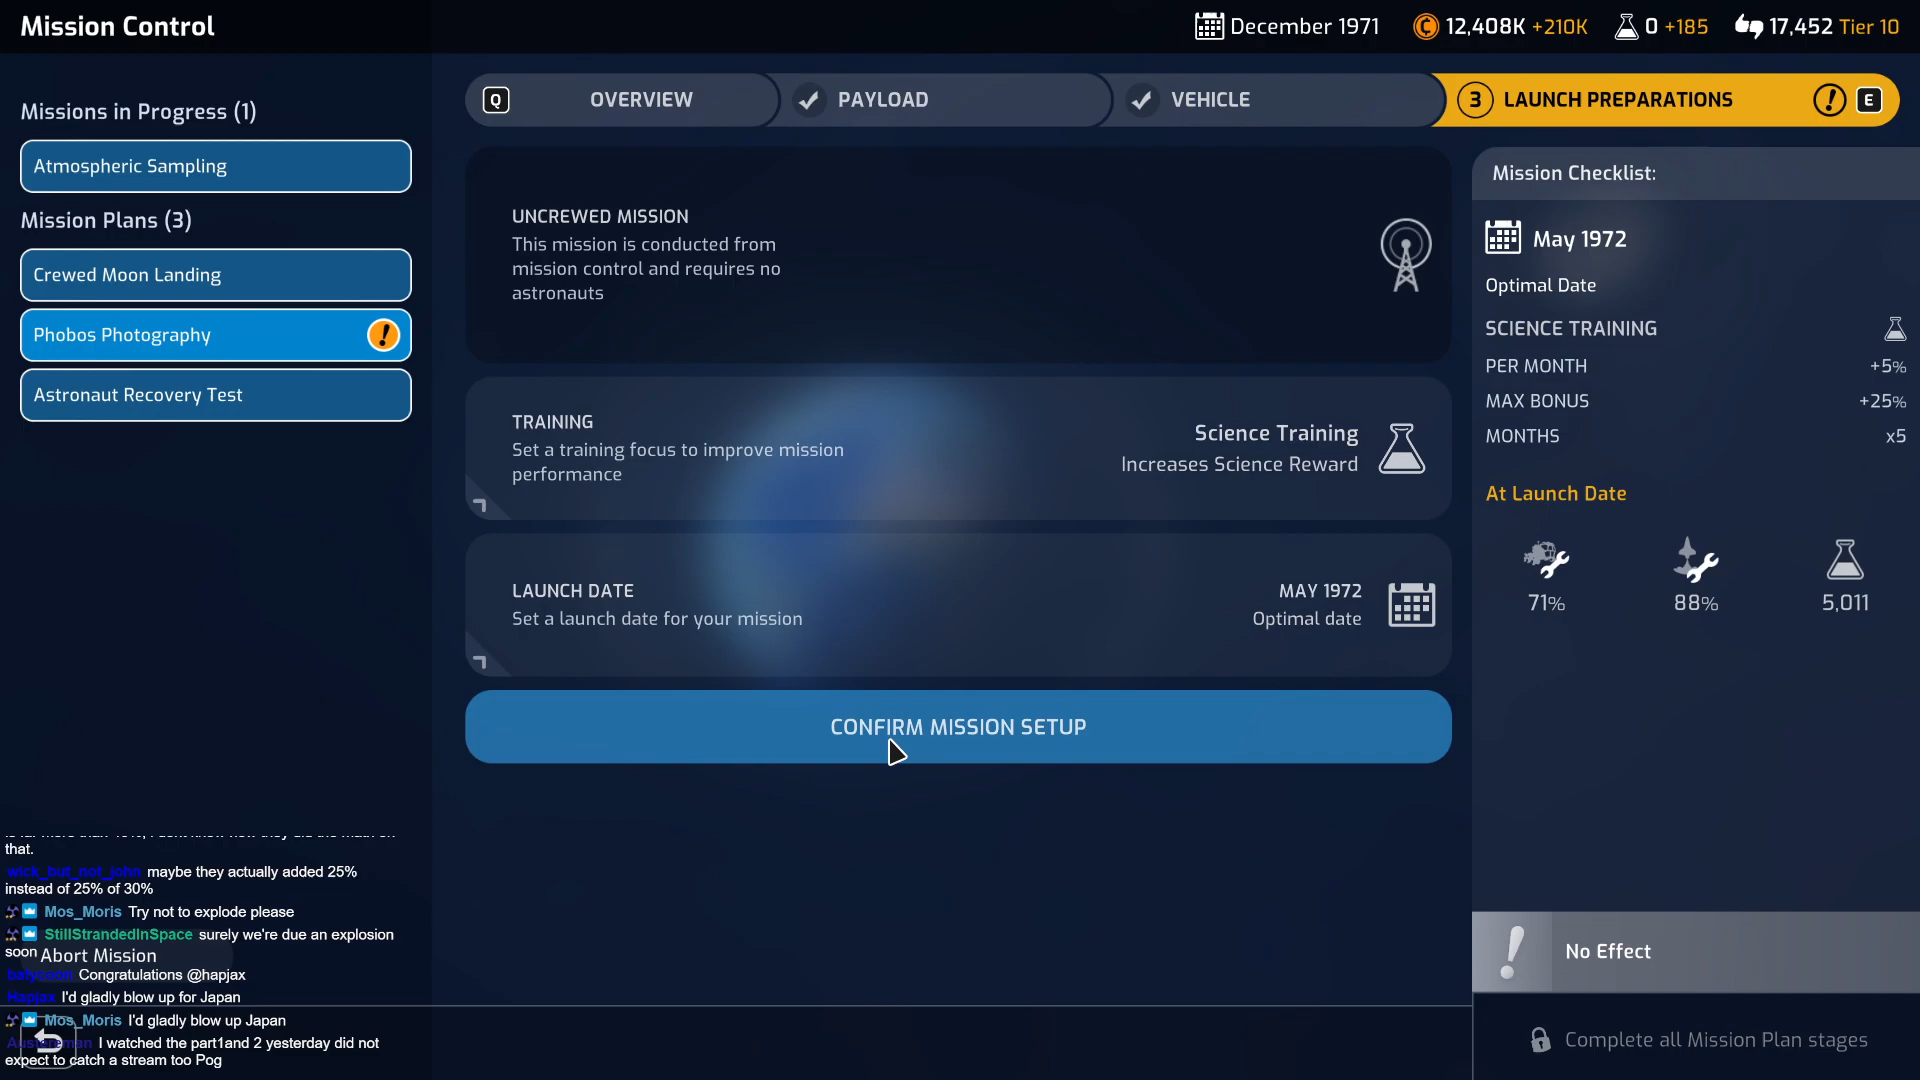 Mission Control
December 1971
12,408K +210K
0 +185
17,452 Tier 10
Missions in Progress (1)
Atmospheric Sampling
Mission Plans (3)
Crewed Moon Landing
Phobos Photography
Astronaut Recovery Test
Q OVERVIEW
PAYLOAD
VEHICLE
3 LAUNCH PREPARATIONS ! E
UNCREWED MISSION
This mission is conducted from
mission control and requires no
astronauts
TRAINING
Set a training focus to improve mission
performance
Science Training
Increases Science Reward
LAUNCH DATE
Set a launch date for your mission
MAY 1972
Optimal date
CONFIRM MISSION SETUP
Mission Checklist:
May 1972
Optimal Date
SCIENCE TRAINING
PER MONTH +5%
MAX BONUS +25%
MONTHS x5
At Launch Date
71% 88% 5,011
No Effect
Complete all Mission Plan stages
that.
wick_but_not_john maybe they actually added 25%
instead of 25% of 30%
Mos_Moris Try not to explode please
StillStrandedInSpace surely we're due an explosion
soon
Abort Mission
Congratulations @hapjax
Hapjax I'd gladly blow up for Japan
Mos_Moris I'd gladly blow up Japan
I watched the part1and 2 yesterday did not
expect to catch a stream too Pog